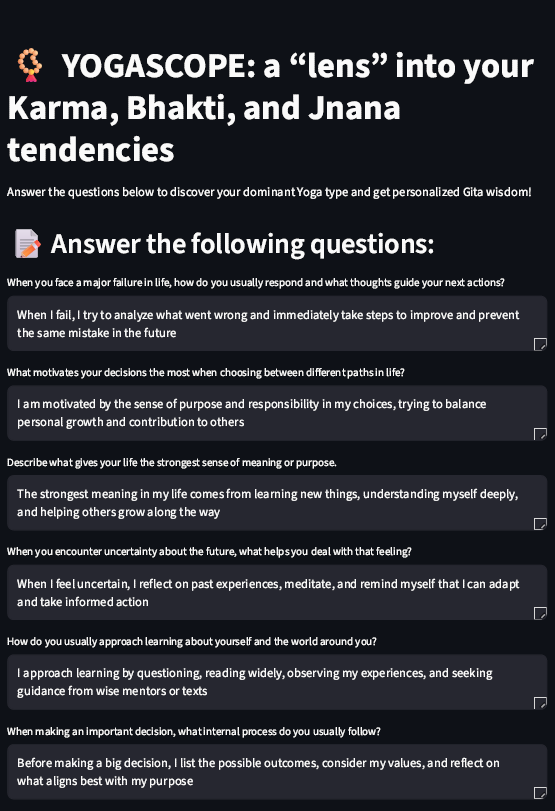 YOGASCOPE: a “lens” into your
Karma, Bhakti, and Jnana
tendencies
Answer the questions below to discover your dominant Yoga type and get personalized Gita wisdom!
Answer the following questions:
When you face a major failure in life, how do you usually respond and what thoughts guide your next actions?
When I fail, I try to analyze what went wrong and immediately take steps to improve and prevent
the same mistake in the future
What motivates your decisions the most when choosing between different paths in life?
I am motivated by the sense of purpose and responsibility in my choices, trying to balance
personal growth and contribution to others
Describe what gives your life the strongest sense of meaning or purpose.
The strongest meaning in my life comes from learning new things, understanding myself deeply,
and helping others grow along the way
When you encounter uncertainty about the future, what helps you deal with that feeling?
When I feel uncertain, I reflect on past experiences, meditate, and remind myself that I can adapt
and take informed action
How do you usually approach learning about yourself and the world around you?
I approach learning by questioning, reading widely, observing my experiences, and seeking
guidance from wise mentors or texts
When making an important decision, what internal process do you usually follow?
Before making a big decision, I list the possible outcomes, consider my values, and reflect on
what aligns best with my purpose